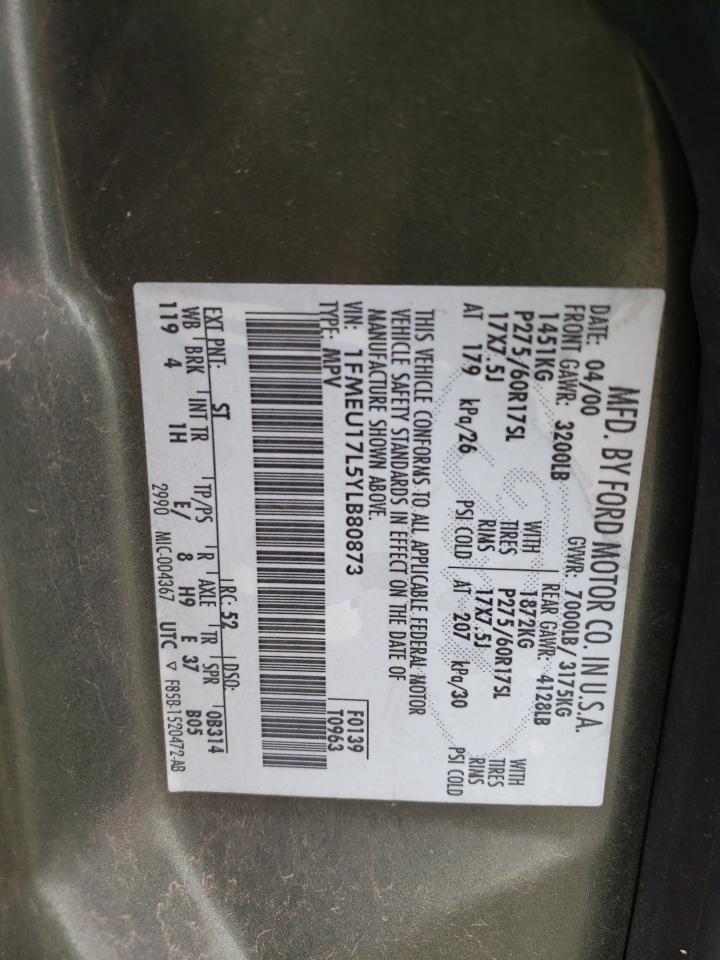 MFD. BY FORD MOTOR CO. IN U.S.A.
DATE: 04/00 GVWR: 7000LB/ 3175KG
FRONT GAWR: 3200LB REAR GAWR: 4128LB
1451KG WITH 1872KG WITH
P275/60R17SL TIRES P275/60R17SL TIRES
17X7.5J RIMS 17X7.5J RIMS
AT 179 kPa/26 PSI COLD AT 207 kPa/30 PSI COLD
THIS VEHICLE CONFORMS TO ALL APPLICABLE FEDERAL MOTOR
VEHICLE SAFETY STANDARDS IN EFFECT ON THE DATE OF
MANUFACTURE SHOWN ABOVE.
VIN: 1FMEU17L5YLB80873 F0139
TYPE: MPV T0963
EXT PNT: ST RC: 52 DSO:
WB BRK INT TR TP/PS R AXLE TR SPR 0B314
119 4 1H E/ 8 H9 E 37 B05
2990 MIC-004367 UTC ▽ F85B-1520472-AB